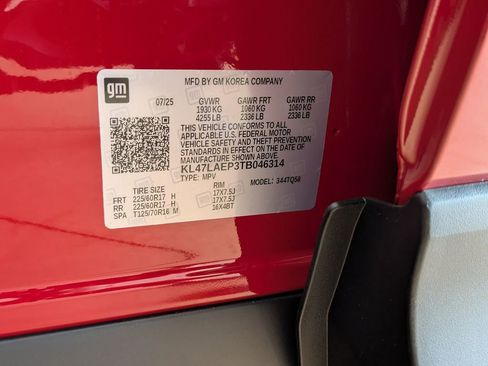 gm
MFD BY GM KOREA COMPANY
07/25 GVWR GAWR FRT GAWR RR
1930 KG 1060 KG 1060 KG
4255 LB 2336 LB 2336 LB
THIS VEHICLE CONFORMS TO ALL
APPLICABLE U.S. FEDERAL MOTOR
VEHICLE SAFETY AND THEFT
PREVENTION STANDARDS IN
EFFECT ON THE DATE OF
MANUFACTURE SHOWN ABOVE.
KL47LAEP3TB046314
TYPE: MPV MODEL: 344TQ58
TIRE SIZE RIM
FRT 225/60R17 H 17X7.5J
RR 225/60R17 H 17X7.5J
SPA T125/70R16 M 16X4BT